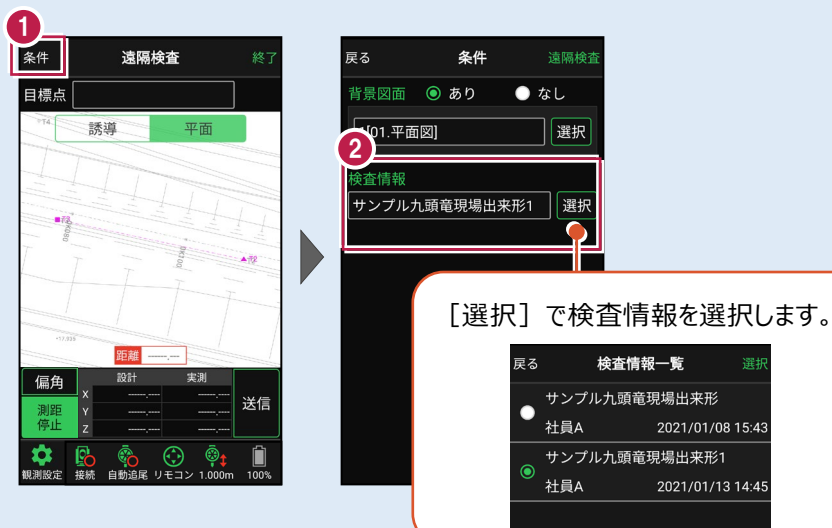 1
条件 遠隔検査 終了
目標点
誘導 平面
T4
DK080
DK100
距離 ------.---
設計 実測
偏角
X ------.--- ------.---
測距停止
Y ------.--- ------.---
Z ------.--- ------.---
送信
観測設定 接続 自動追尾 リモコン 1.000m 100%
戻る 条件 遠隔検査
背景図面 あり なし
[01.平面図] 選択
2
検査情報
サンプル九頭竜現場出来形1 選択
[選択] で検査情報を選択します。
戻る 検査情報一覧 選択
サンプル九頭竜現場出来形
社員A 2021/01/08 15:43
サンプル九頭竜現場出来形1
社員A 2021/01/13 14:45